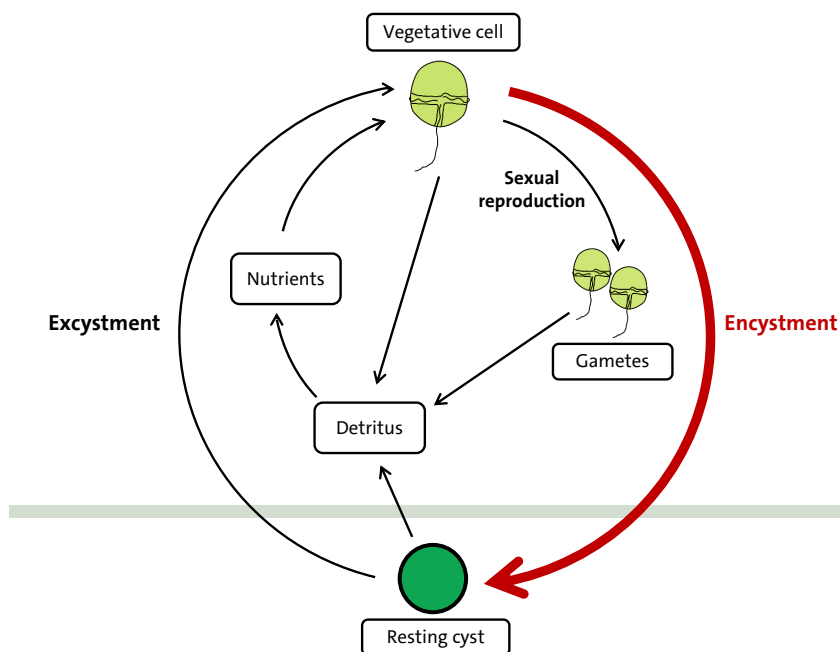 Vegetative cell
Sexual
reproduction
Nutrients
Excystment
Encystment
Gametes
Detritus
Resting cyst